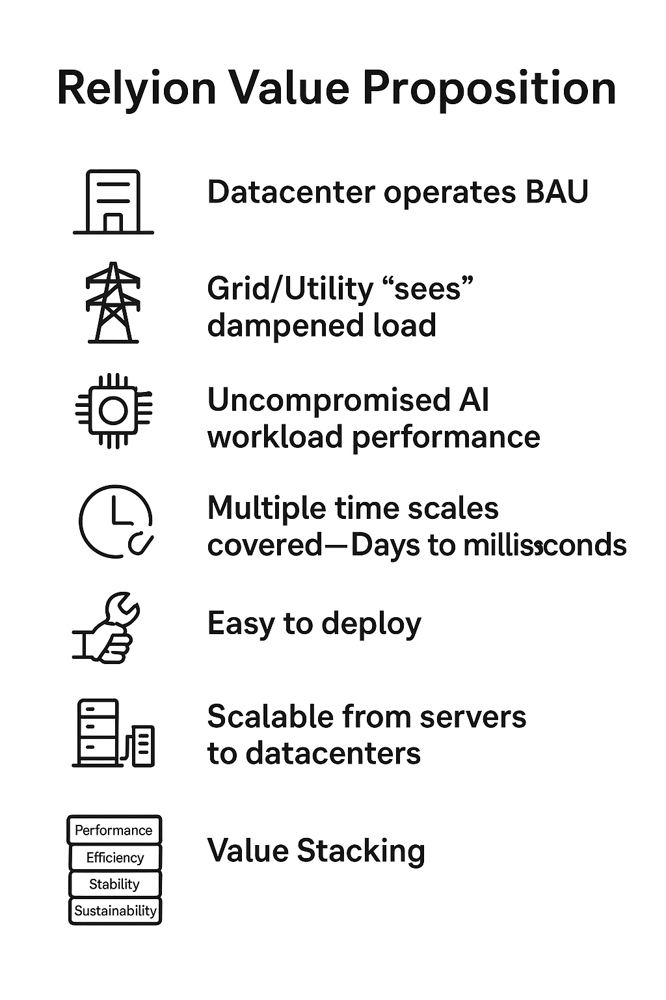 Relyion Value Proposition
Datacenter operates BAU
Grid/Utility “sees”
dampened load
Uncompromised AI
workload performance
Multiple time scales
covered—Days to millissconds
Easy to deploy
Scalable from servers
to datacenters
Performance
Efficiency
Stability
Sustainability
Value Stacking